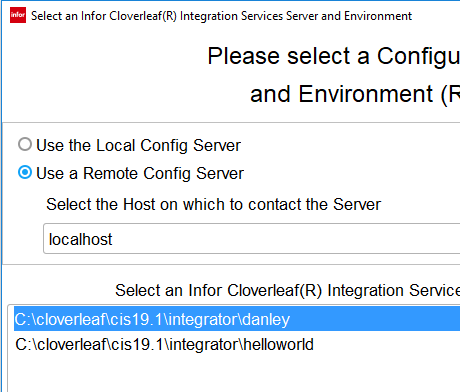 infor Select an Infor Cloverleaf(R) Integration Services Server and Environment
Please select a Configu
and Environment (R
Use the Local Config Server
Use a Remote Config Server
Select the Host on which to contact the Server
localhost
Select an Infor Cloverleaf(R) Integration Service
C:\cloverleaf\cis19.1\integrator\danley
C:\cloverleaf\cis19.1\integrator\helloworld